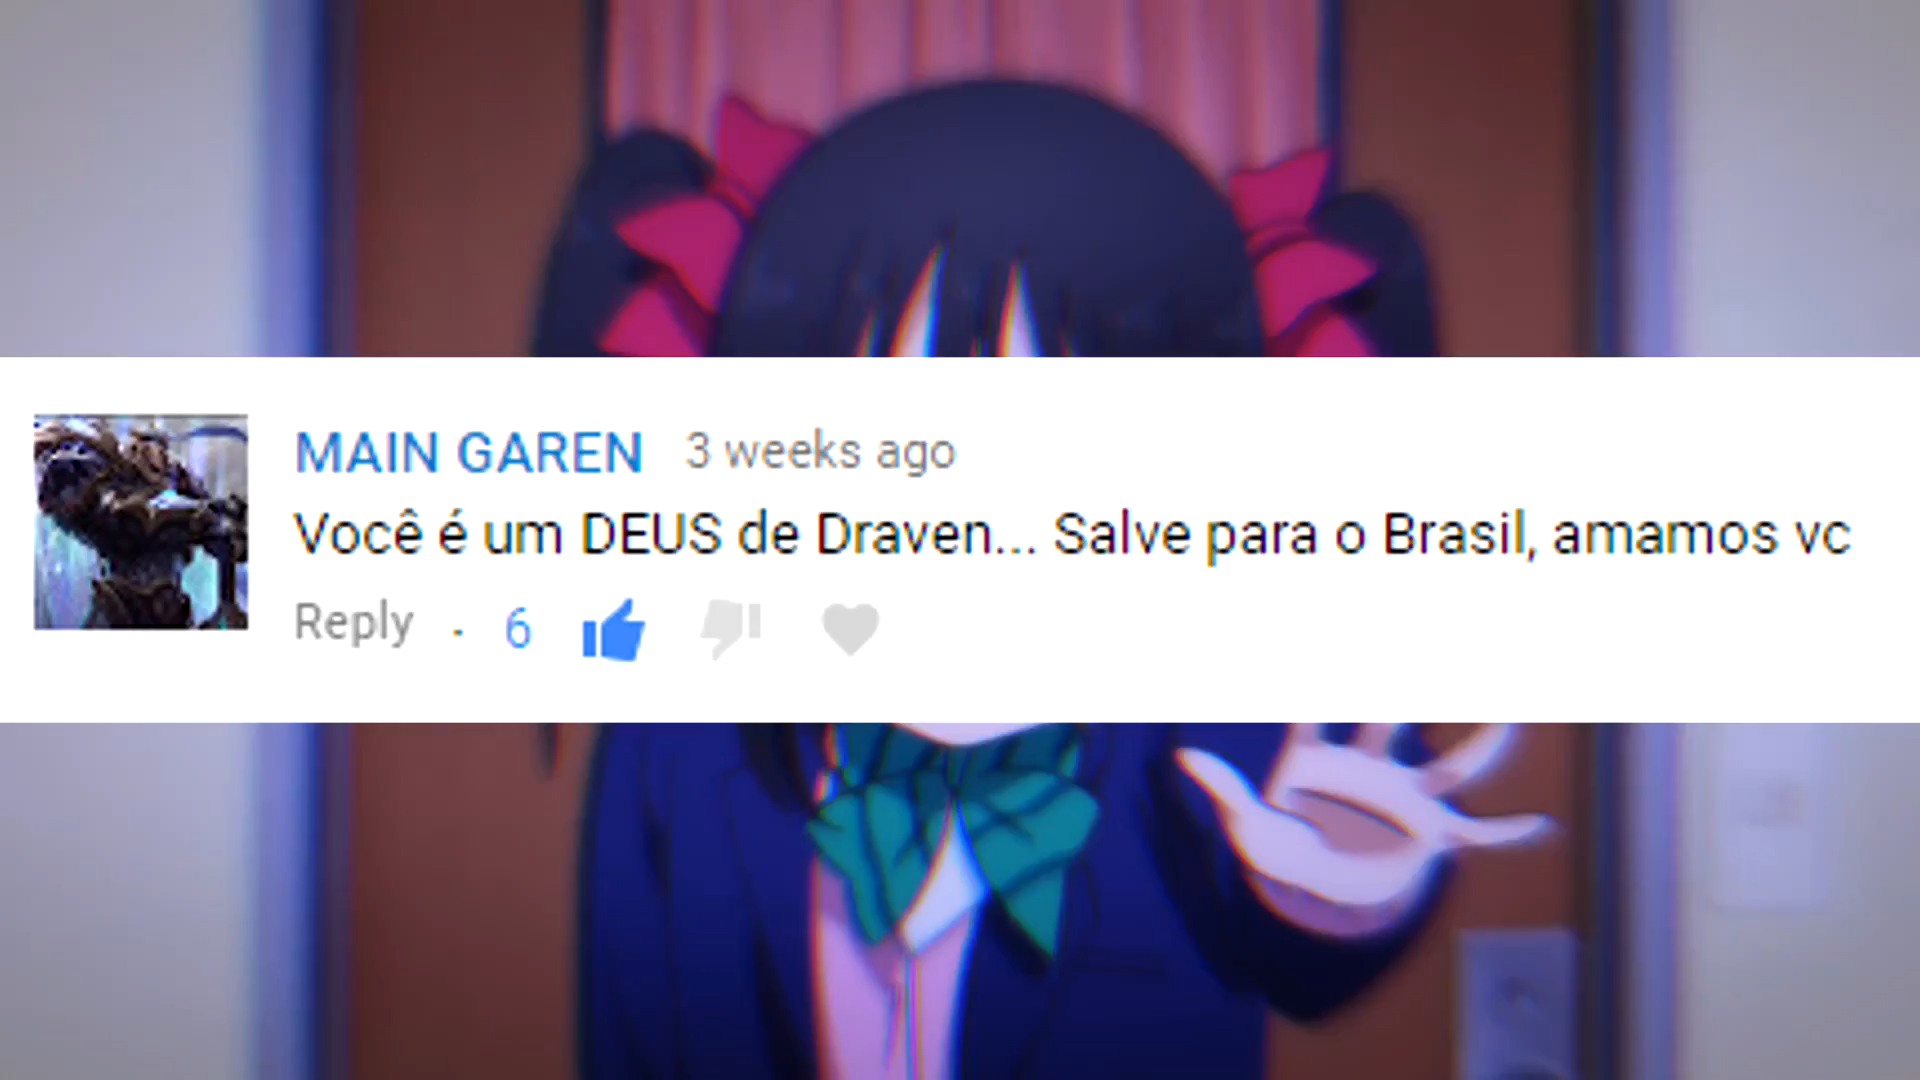 MAIN GAREN 3 weeks ago
Você é um DEUS de Draven... Salve para o Brasil, amamos vc
Reply · 6